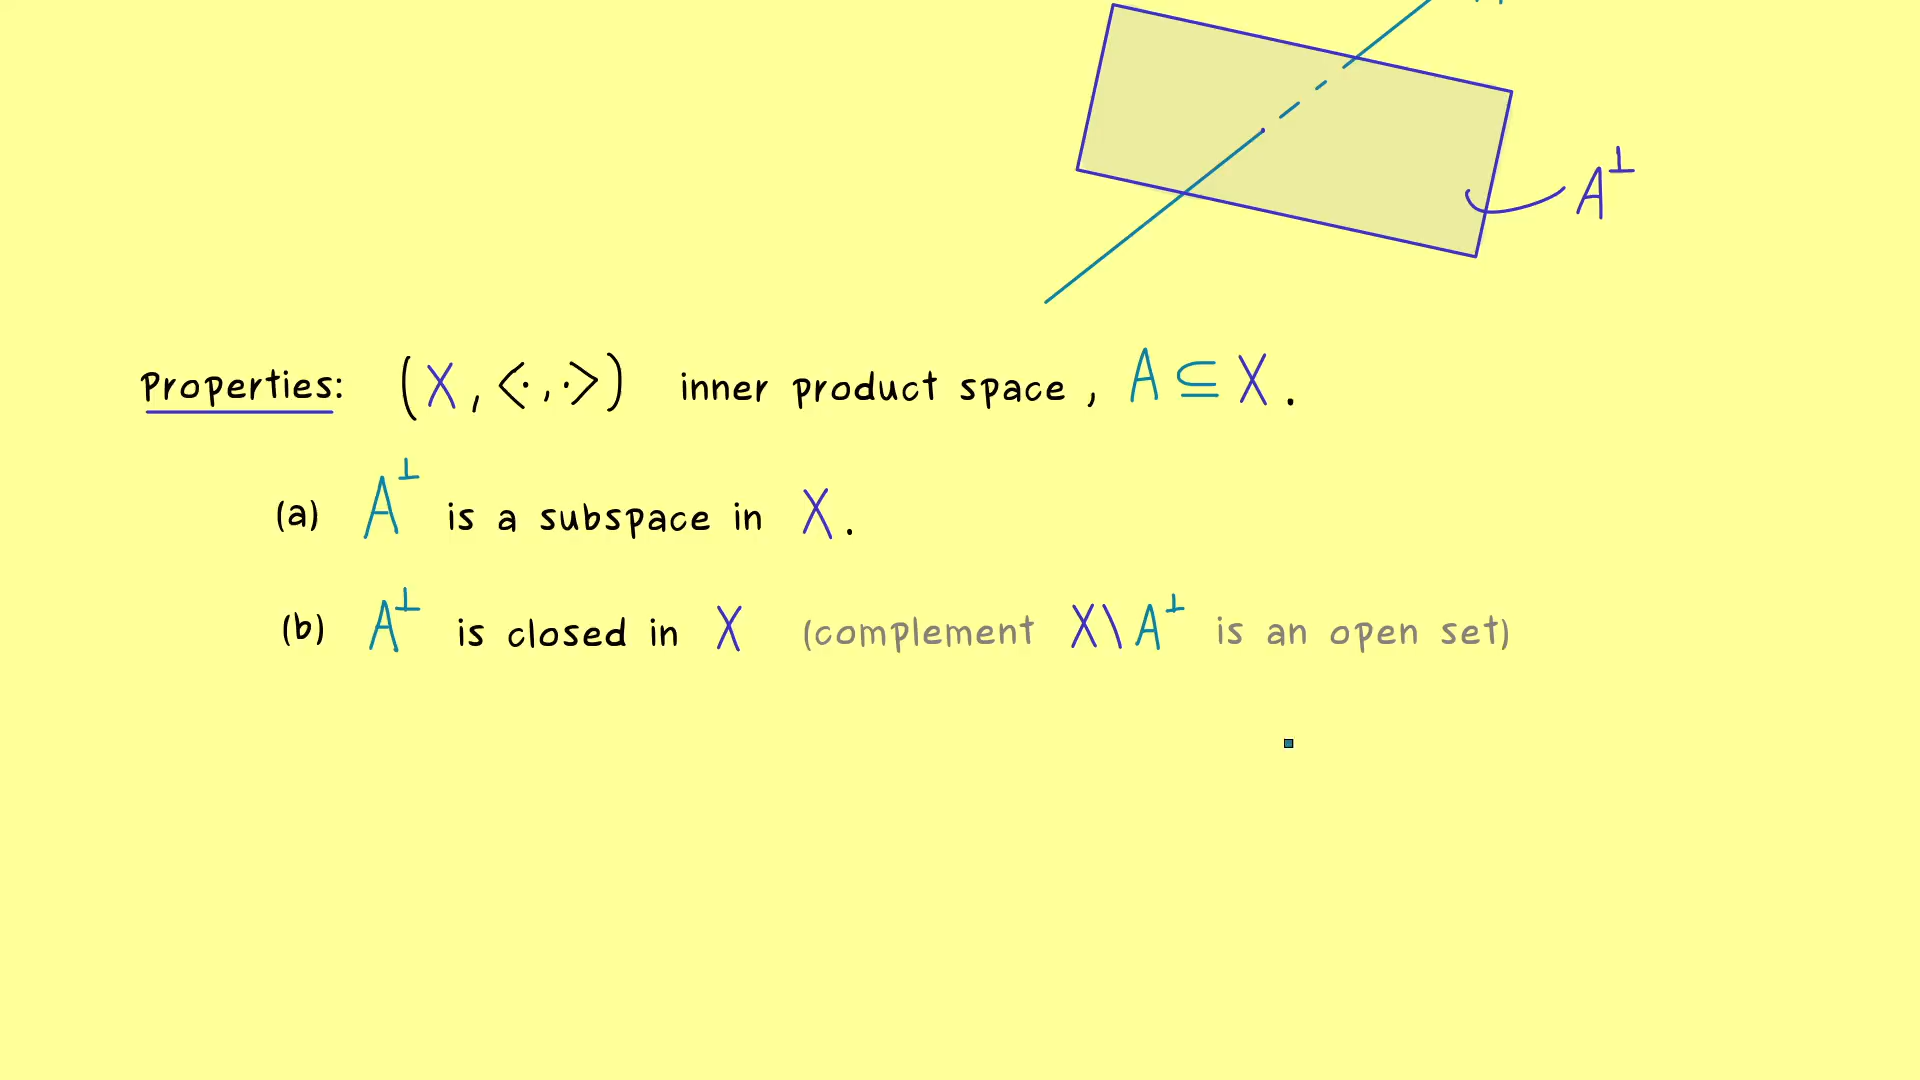 A⊥
Properties: (X, <·,·>) inner product space, A ⊆ X.
(a) A⊥ is a subspace in X.
(b) A⊥ is closed in X (complement X\A⊥ is an open set)